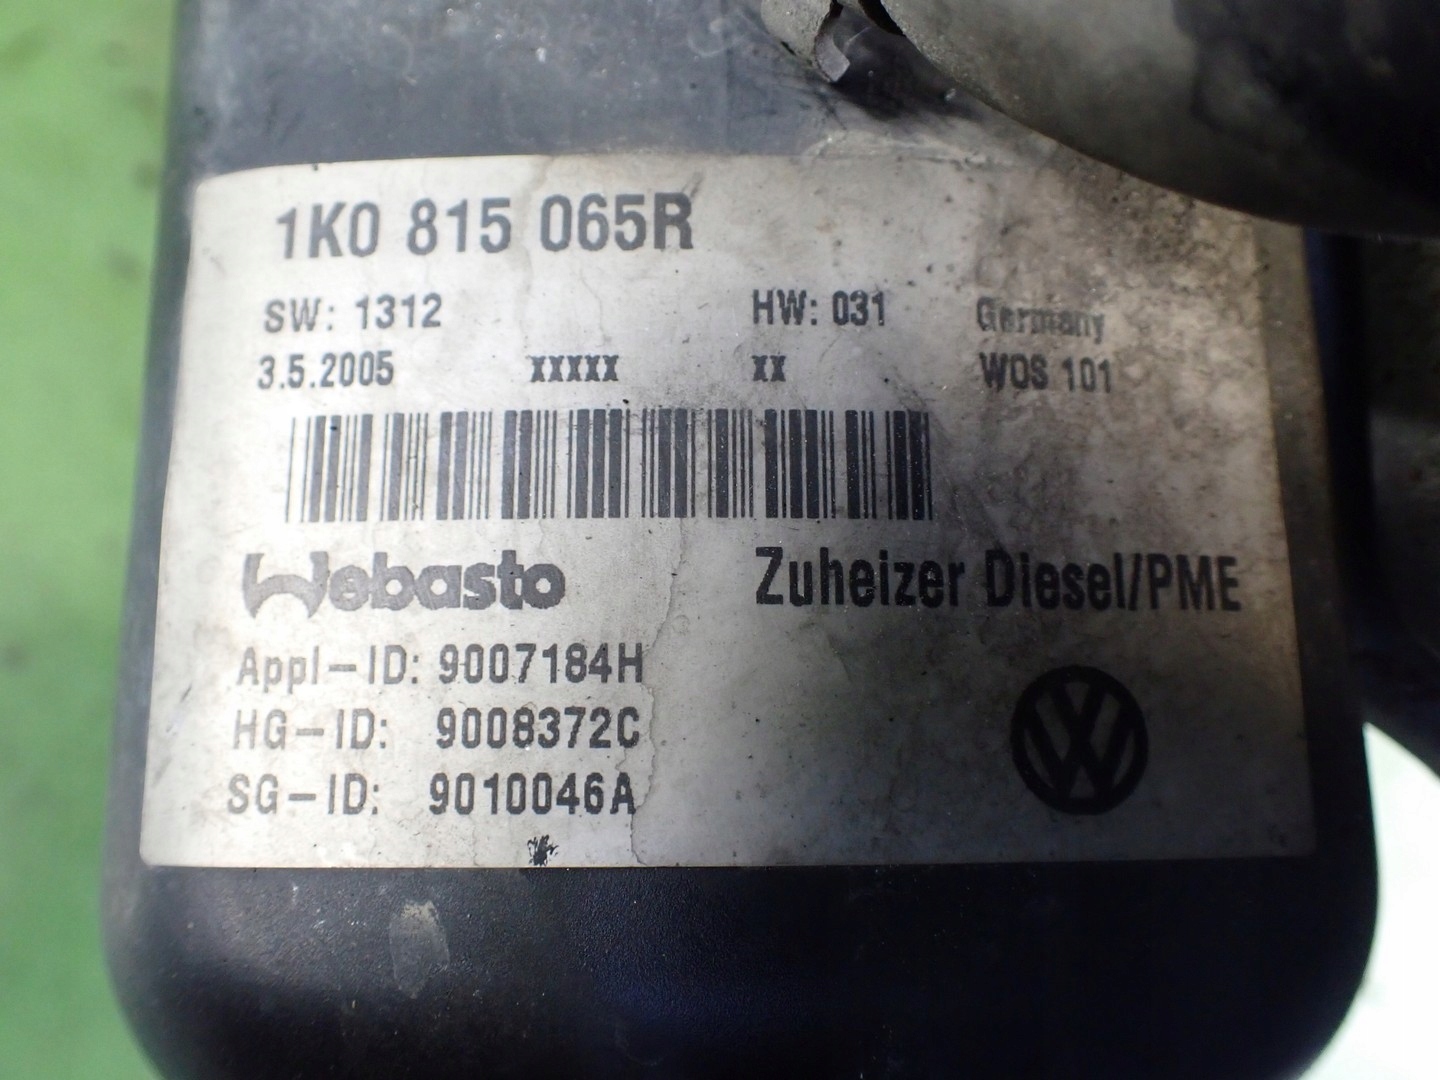 1K0 815 065R
SW: 1312 HW: 031 Germany
3.5.2005 XXXXX XX WOS 101
Webasto Zuheizer Diesel/PME
Appl-ID: 9007184H
HG-ID: 9008372C
SG-ID: 9010046A